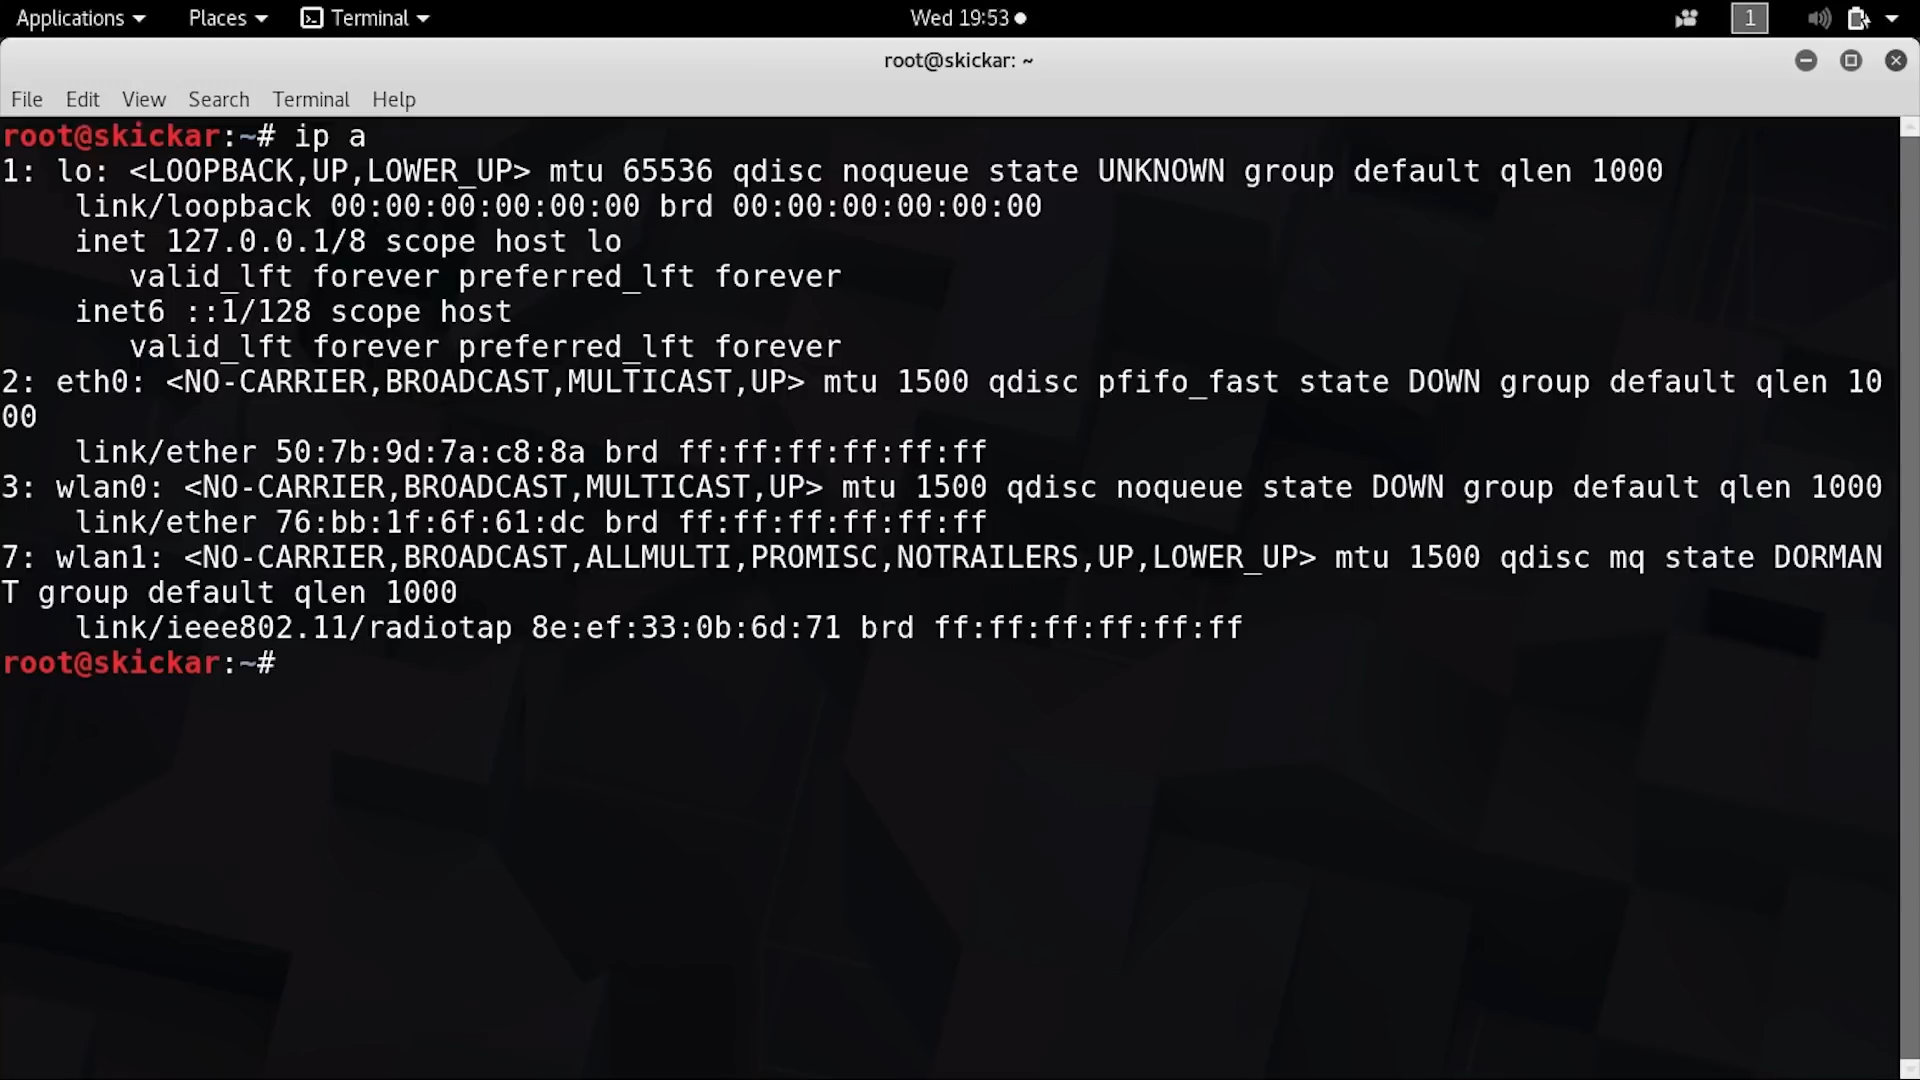 Applications Places Terminal Wed 19:53 1
root@skickar: ~
File Edit View Search Terminal Help
root@skickar:~# ip a
1: lo: <LOOPBACK,UP,LOWER_UP> mtu 65536 qdisc noqueue state UNKNOWN group default qlen 1000
    link/loopback 00:00:00:00:00:00 brd 00:00:00:00:00:00
    inet 127.0.0.1/8 scope host lo
       valid_lft forever preferred_lft forever
    inet6 ::1/128 scope host
       valid_lft forever preferred_lft forever
2: eth0: <NO-CARRIER,BROADCAST,MULTICAST,UP> mtu 1500 qdisc pfifo_fast state DOWN group default qlen 10
00
    link/ether 50:7b:9d:7a:c8:8a brd ff:ff:ff:ff:ff:ff
3: wlan0: <NO-CARRIER,BROADCAST,MULTICAST,UP> mtu 1500 qdisc noqueue state DOWN group default qlen 1000
    link/ether 76:bb:1f:6f:61:dc brd ff:ff:ff:ff:ff:ff
7: wlan1: <NO-CARRIER,BROADCAST,ALLMULTI,PROMISC,NOTRAILERS,UP,LOWER_UP> mtu 1500 qdisc mq state DORMAN
T group default qlen 1000
    link/ieee802.11/radiotap 8e:ef:33:0b:6d:71 brd ff:ff:ff:ff:ff:ff
root@skickar:~#